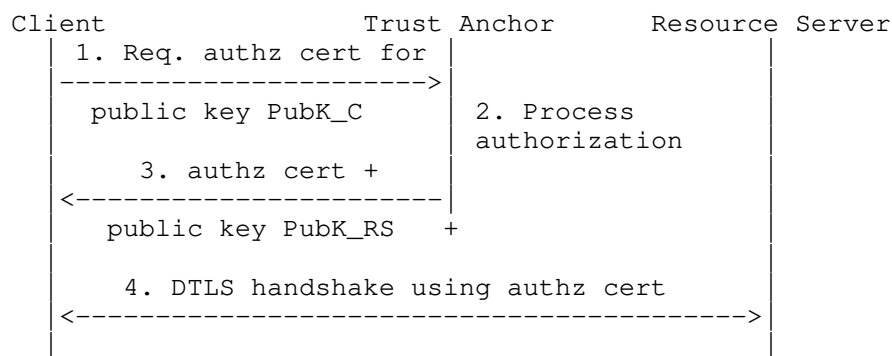 Client Trust Anchor Resource Server
1. Req. authz cert for
public key PubK_C 2. Process
authorization
3. authz cert +
public key PubK_RS +
4. DTLS handshake using authz cert